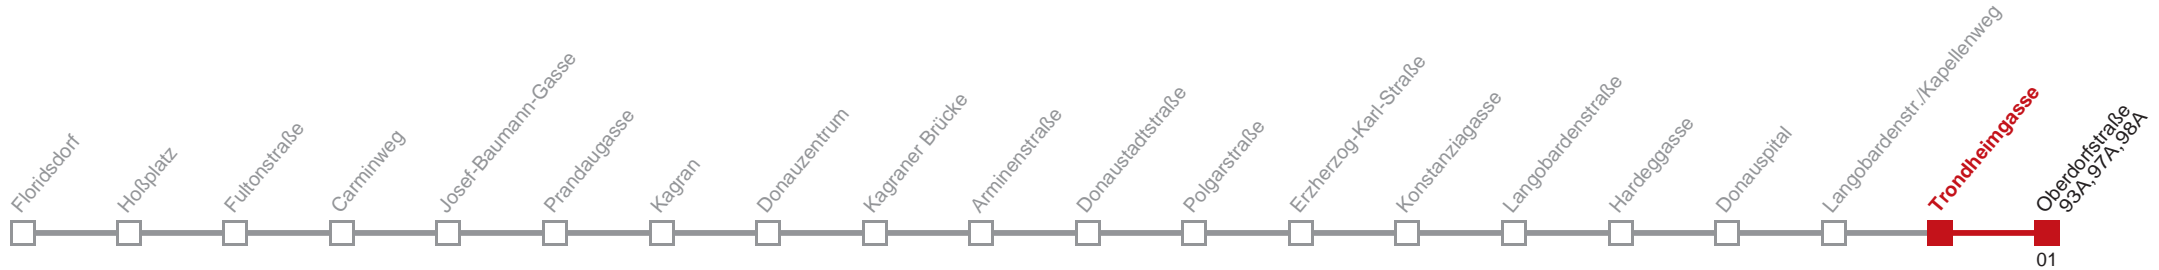 Floridsdorf
Hoßplatz
Fultonstraße
Carminweg
Josef-Baumann-Gasse
Prandaugasse
Kagran
Donauzentrum
Kagraner Brücke
Arminenstraße
Donaustadtstraße
Polgarstraße
Erzherzog-Karl-Straße
Konstanziagasse
Langobardenstraße
Hardeggasse
Donauspital
Langobardenstr./Kapellenweg
Trondheimgasse
Oberdorfstraße
93A, 97A, 98A
01